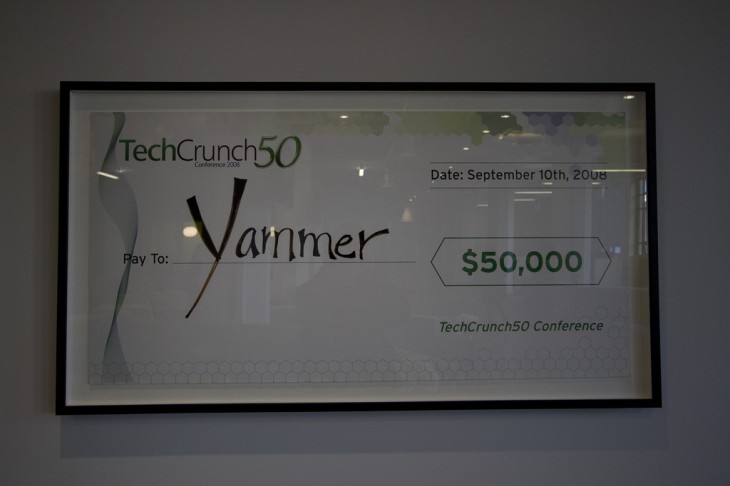 TechCrunch50
Conference 2008
Date: September 10th, 2008
Pay To: Yammer
$50,000
TechCrunch50 Conference